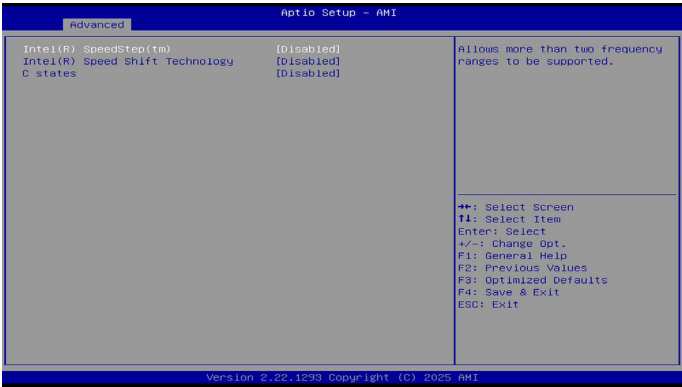 Aptio Setup - AMI
Advanced
Intel(R) SpeedStep(tm) [Disabled]
Intel(R) Speed Shift Technology [Disabled]
C states [Disabled]
Allows more than two frequency
ranges to be supported.
→←: Select Screen
↑↓: Select Item
Enter: Select
+/-: Change Opt.
F1: General Help
F2: Previous Values
F3: Optimized Defaults
F4: Save & Exit
ESC: Exit
Version 2.22.1293 Copyright (C) 2025 AMI